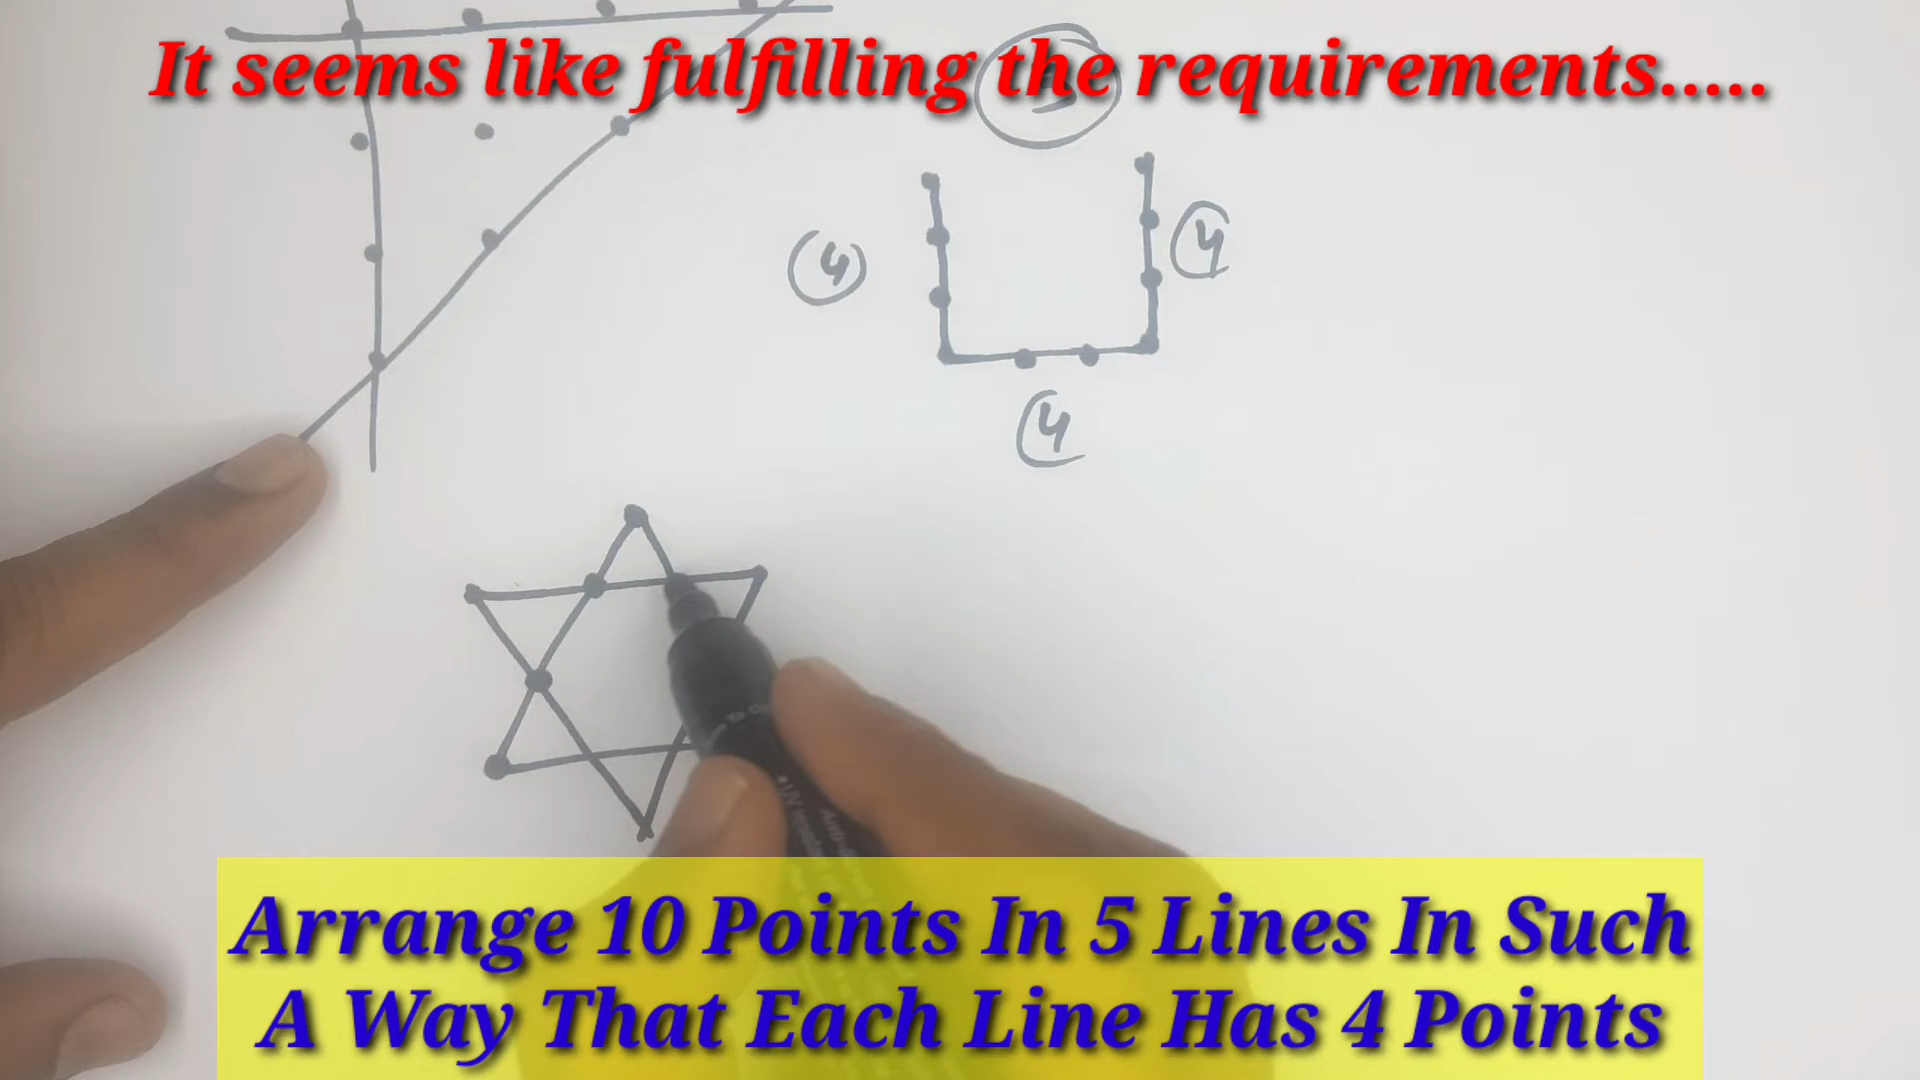 It seems like fulfilling the requirements.....
4
4
4
Arrange 10 Points In 5 Lines In Such
A Way That Each Line Has 4 Points